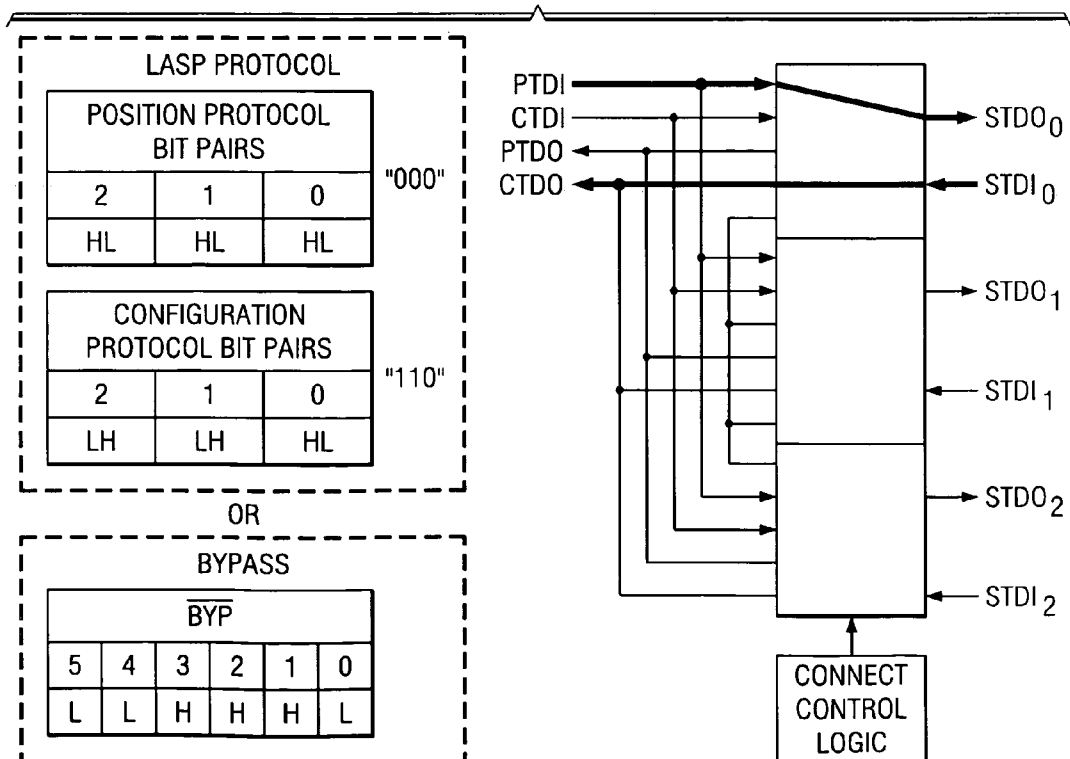 LASP PROTOCOL
POSITION PROTOCOL
BIT PAIRS
2 1 0
HL HL HL
"000"
CONFIGURATION
PROTOCOL BIT PAIRS
2 1 0
LH LH HL
"110"
OR
BYPASS
BYP
5 4 3 2 1 0
L L H H H L
PTDI
CTDI
PTDO
CTDO
STDO0
STDI0
STDO1
STDI1
STDO2
STDI2
CONNECT
CONTROL
LOGIC